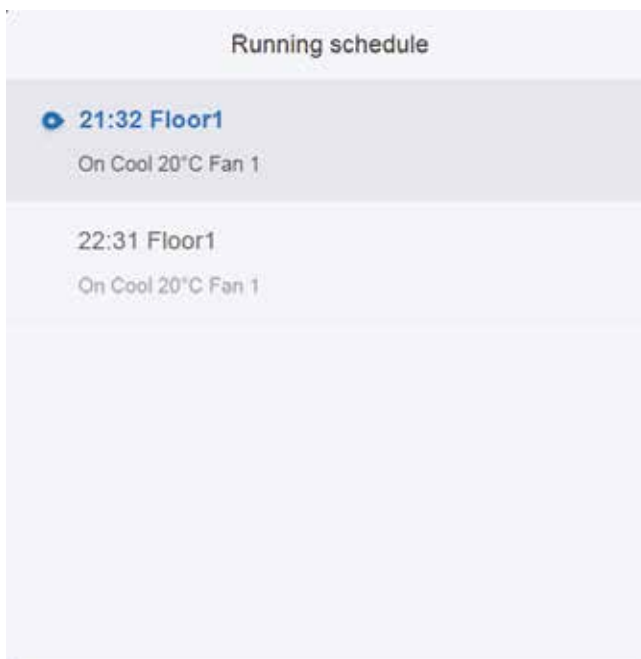 Running schedule
21:32 Floor1
On Cool 20°C Fan 1
22:31 Floor1
On Cool 20°C Fan 1